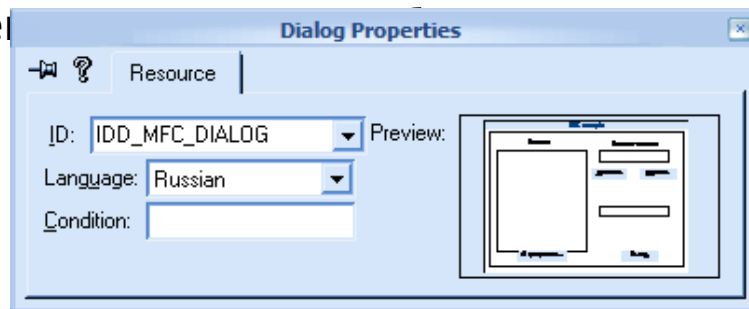 Dialog Properties
Resource
ID: IDD_MFC_DIALOG
Preview:
Language: Russian
Condition: